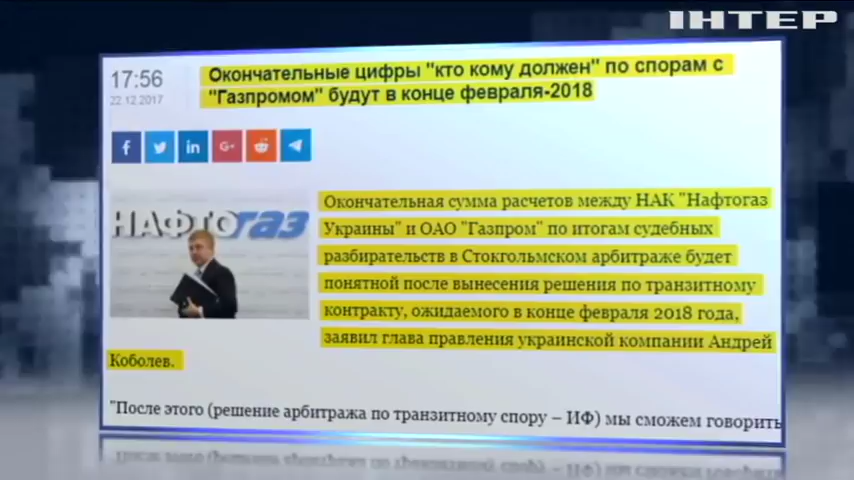 ІНТЕР
17:56
22.12.2017
Окончательные цифры "кто кому должен" по спорам с
"Газпромом" будут в конце февраля-2018
f
in
G+
НАФТОГАЗ
Окончательная сумма расчетов между НАК "Нафтогаз
Украины" и ОАО "Газпром" по итогам судебных
разбирательств в Стокгольмском арбитраже будет
понятной после вынесения решения по транзитному
контракту, ожидаемого в конце февраля 2018 года,
заявил глава правления украинской компании Андрей
Коболев.
"После этого (решение арбитража по транзитному спору – ИФ) мы сможем говорить